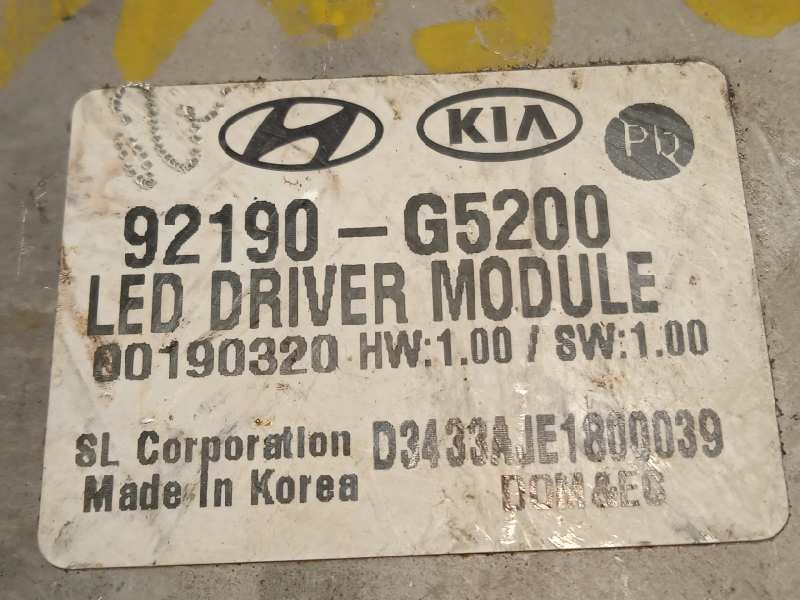 KIA PD
92190-G5200
LED DRIVER MODULE
00190320 HW:1.00 / SW:1.00
SL Corporation D3433AJE1800039
Made In Korea DOM&EC